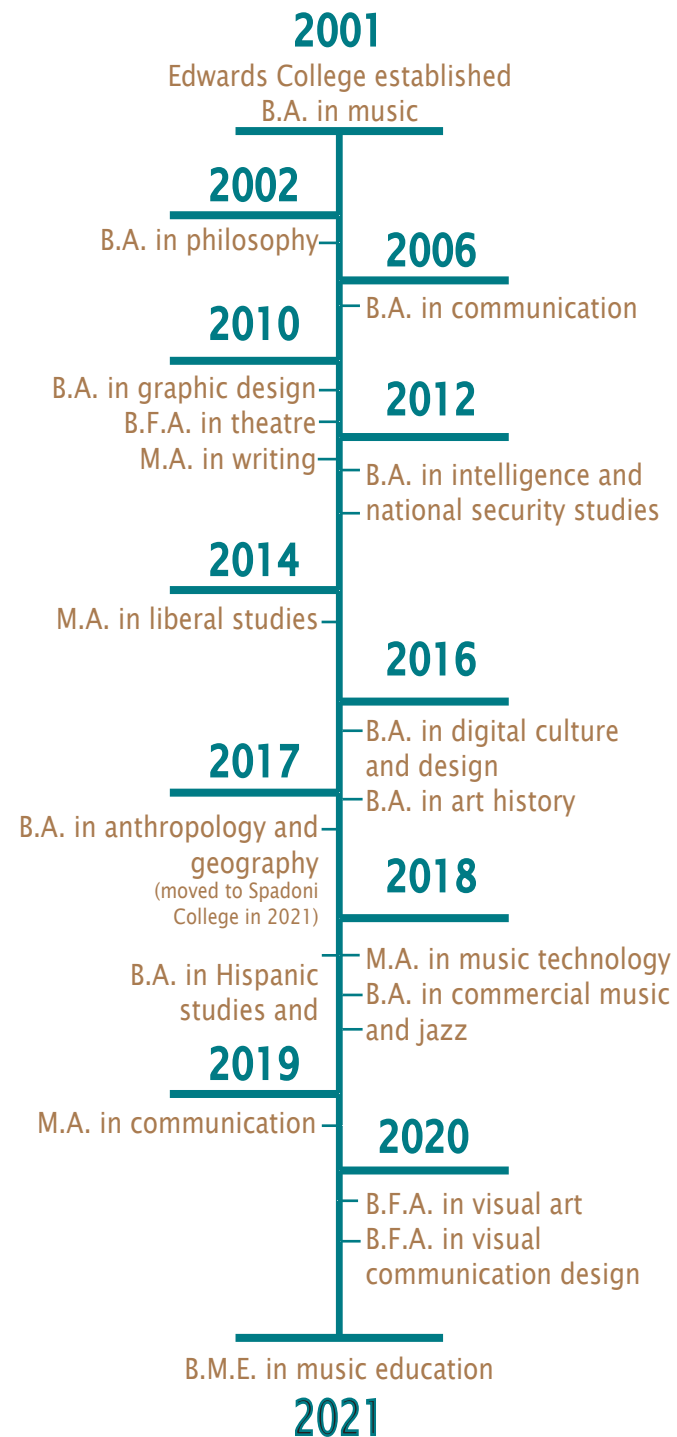 2001
Edwards College established
B.A. in music
2002
B.A. in philosophy
2006
B.A. in communication
2010
B.A. in graphic design
B.F.A. in theatre
M.A. in writing
2012
B.A. in intelligence and
national security studies
2014
M.A. in liberal studies
2016
B.A. in digital culture
and design
B.A. in art history
2017
B.A. in anthropology and
geography
(moved to Spadoni
College in 2021)
B.A. in Hispanic
studies and
2018
M.A. in music technology
B.A. in commercial music
and jazz
2019
M.A. in communication
2020
B.F.A. in visual art
B.F.A. in visual
communication design
B.M.E. in music education
2021